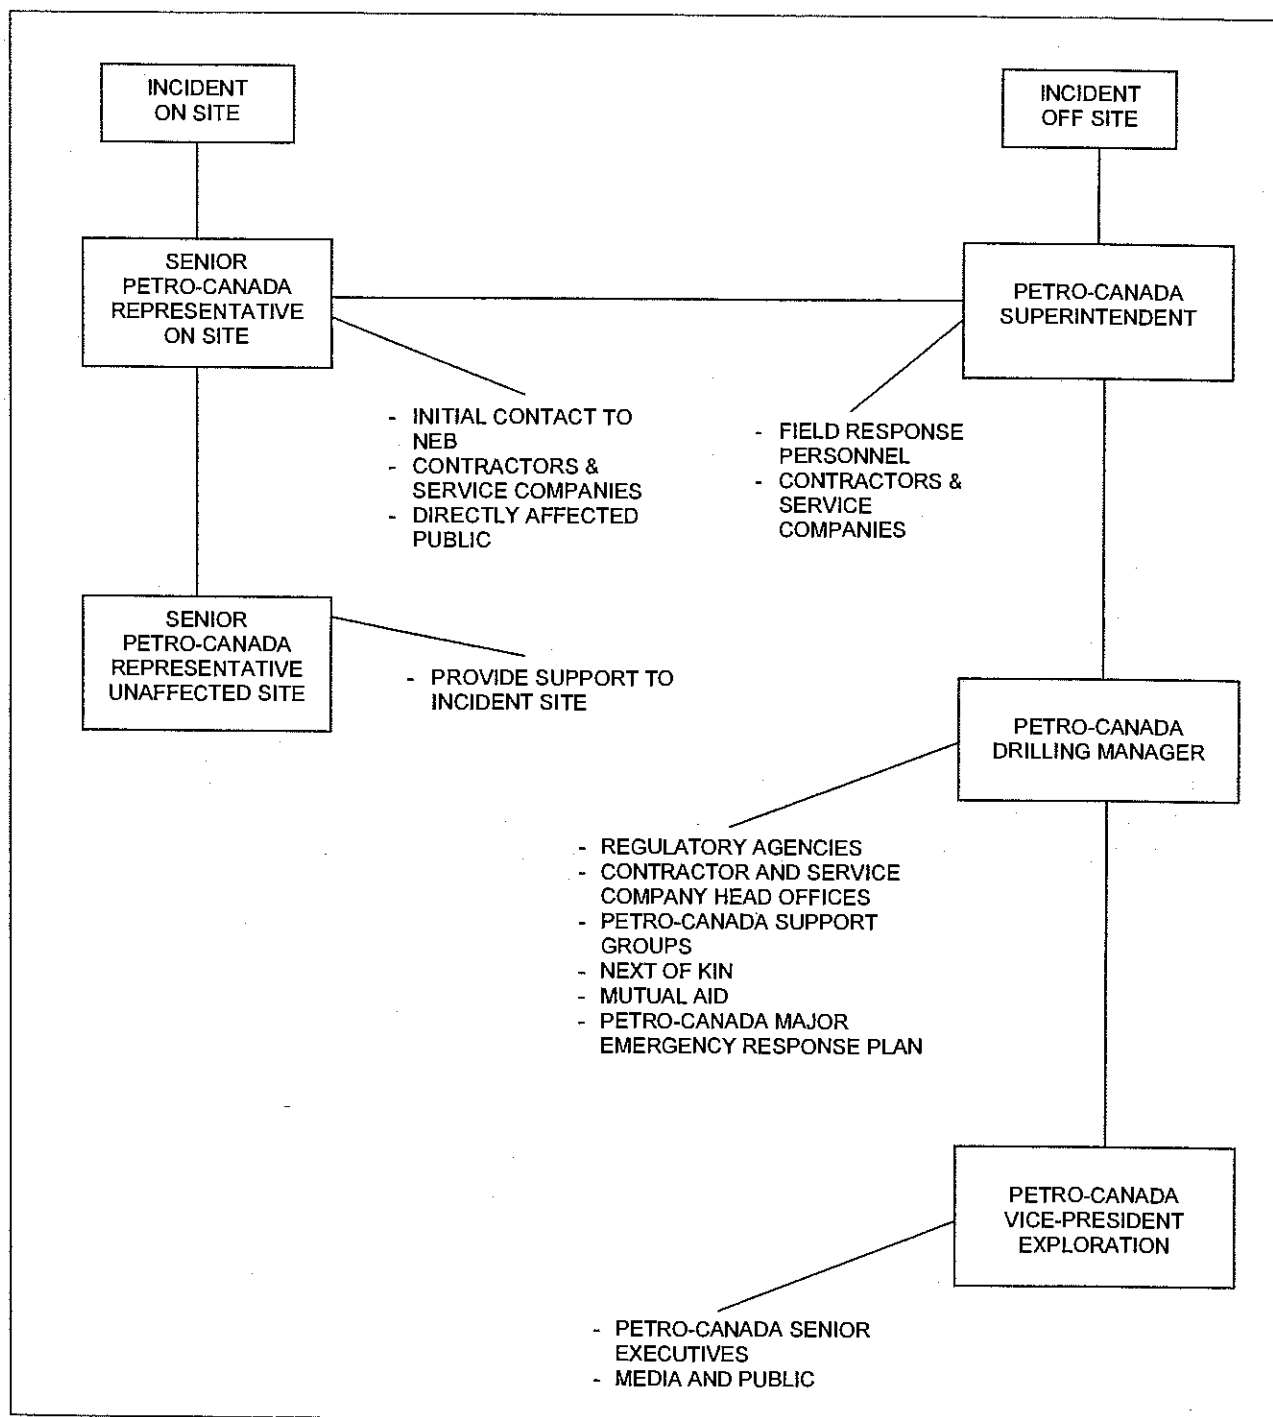 INCIDENT
ON SITE
INCIDENT
OFF SITE
SENIOR
PETRO-CANADA
REPRESENTATIVE
ON SITE
PETRO-CANADA
SUPERINTENDENT
- INITIAL CONTACT TO
NEB
- CONTRACTORS &
SERVICE COMPANIES
- DIRECTLY AFFECTED
PUBLIC
- FIELD RESPONSE
PERSONNEL
- CONTRACTORS &
SERVICE
COMPANIES
SENIOR
PETRO-CANADA
REPRESENTATIVE
UNAFFECTED SITE
- PROVIDE SUPPORT TO
INCIDENT SITE
PETRO-CANADA
DRILLING MANAGER
- REGULATORY AGENCIES
- CONTRACTOR AND SERVICE
COMPANY HEAD OFFICES
- PETRO-CANADA SUPPORT
GROUPS
- NEXT OF KIN
- MUTUAL AID
- PETRO-CANADA MAJOR
EMERGENCY RESPONSE PLAN
PETRO-CANADA
VICE-PRESIDENT
EXPLORATION
- PETRO-CANADA SENIOR
EXECUTIVES
- MEDIA AND PUBLIC